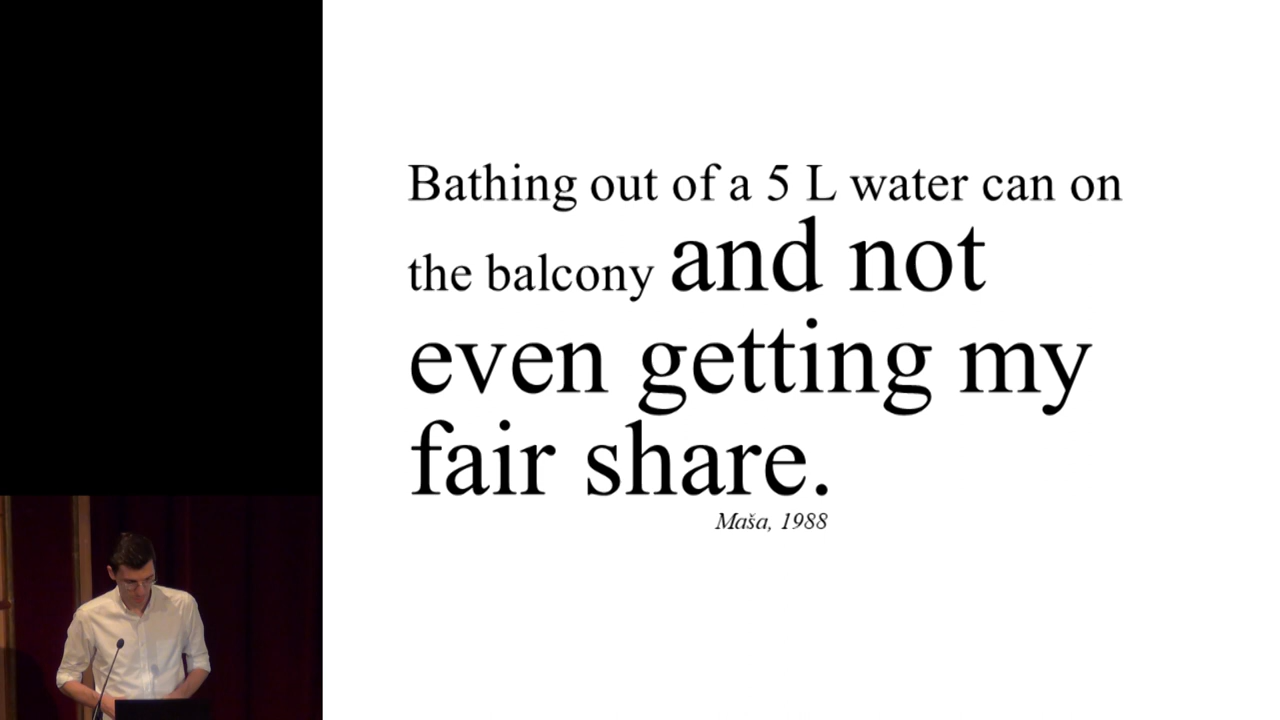 Bathing out of a 5 L water can on
the balcony and not
even getting my
fair share.
Maša, 1988